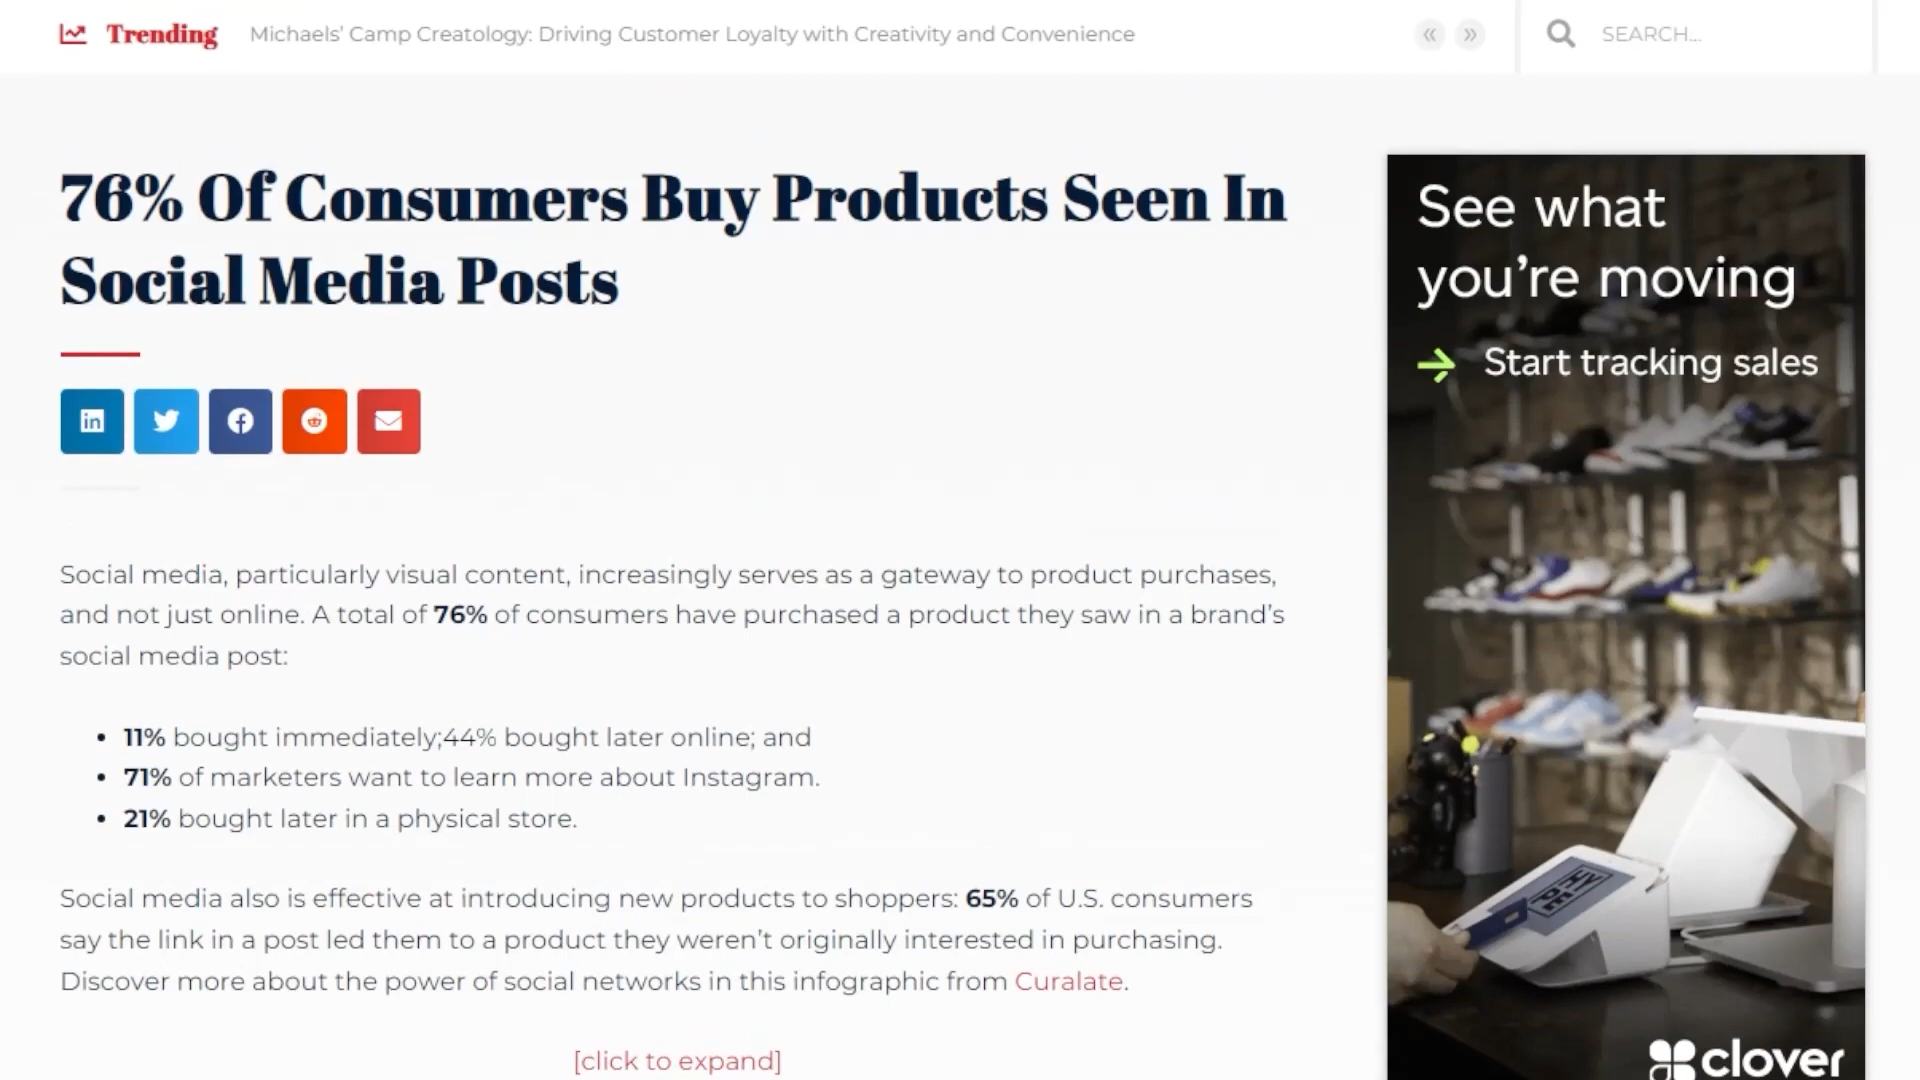 Trending
Michaels' Camp Creatology: Driving Customer Loyalty with Creativity and Convenience
SEARCH...
76% Of Consumers Buy Products Seen In
Social Media Posts
Social media, particularly visual content, increasingly serves as a gateway to product purchases,
and not just online. A total of 76% of consumers have purchased a product they saw in a brand's
social media post:
• 11% bought immediately;44% bought later online; and
• 71% of marketers want to learn more about Instagram.
• 21% bought later in a physical store.
Social media also is effective at introducing new products to shoppers: 65% of U.S. consumers
say the link in a post led them to a product they weren't originally interested in purchasing.
Discover more about the power of social networks in this infographic from Curalate.
[click to expand]
See what
you're moving
Start tracking sales
HYPE
clover